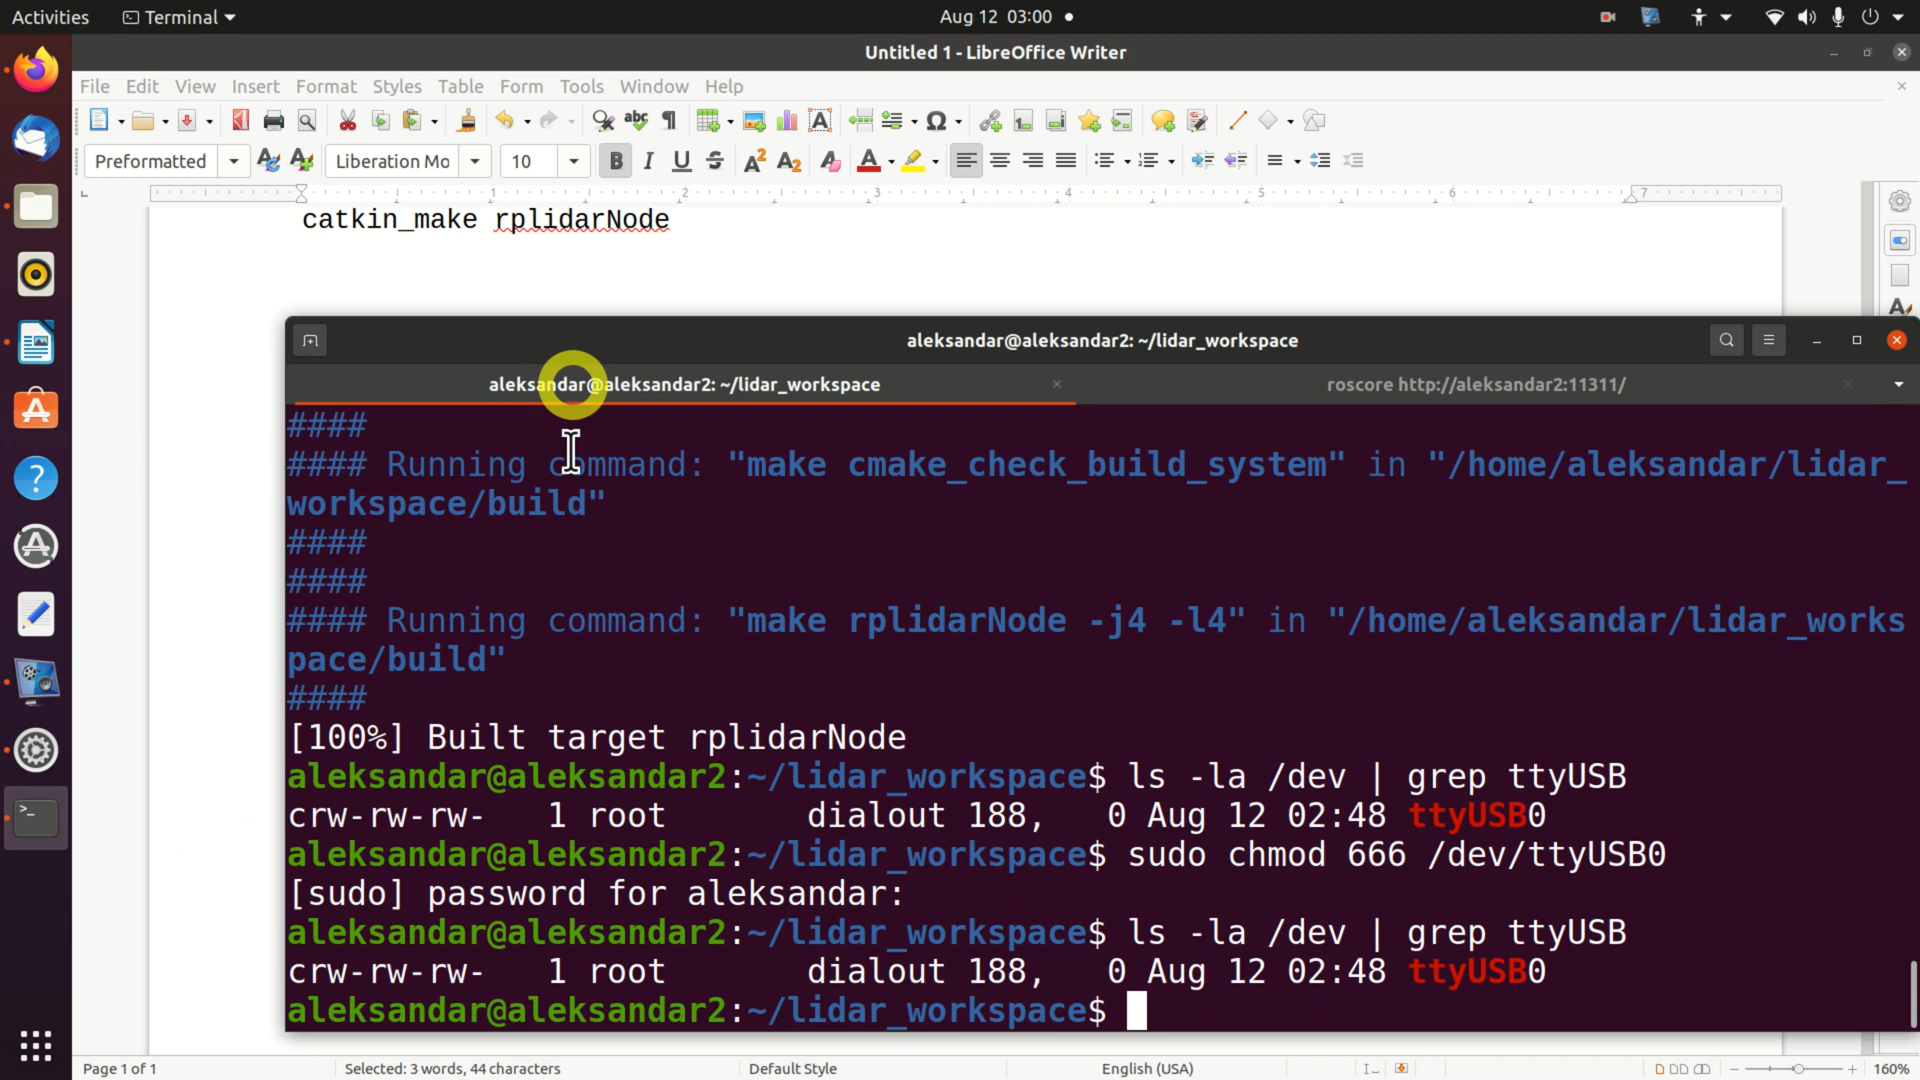 Activities Terminal Aug 12 03:00
Untitled 1 - LibreOffice Writer
File Edit View Insert Format Styles Table Form Tools Window Help
Preformatted Liberation Mo 10
1 2 3 4 5 6 7
catkin_make rplidarNode
aleksandar@aleksandar2: ~/lidar_workspace
aleksandar@aleksandar2: ~/lidar_workspace roscore http://aleksandar2:11311/
####
#### Running command: "make cmake_check_build_system" in "/home/aleksandar/lidar_
workspace/build"
####
####
#### Running command: "make rplidarNode -j4 -l4" in "/home/aleksandar/lidar_works
pace/build"
####
[100%] Built target rplidarNode
aleksandar@aleksandar2:~/lidar_workspace$ ls -la /dev | grep ttyUSB
crw-rw-rw- 1 root dialout 188, 0 Aug 12 02:48 ttyUSB0
aleksandar@aleksandar2:~/lidar_workspace$ sudo chmod 666 /dev/ttyUSB0
[sudo] password for aleksandar:
aleksandar@aleksandar2:~/lidar_workspace$ ls -la /dev | grep ttyUSB
crw-rw-rw- 1 root dialout 188, 0 Aug 12 02:48 ttyUSB0
aleksandar@aleksandar2:~/lidar_workspace$
Page 1 of 1 Selected: 3 words, 44 characters Default Style English (USA) 160%